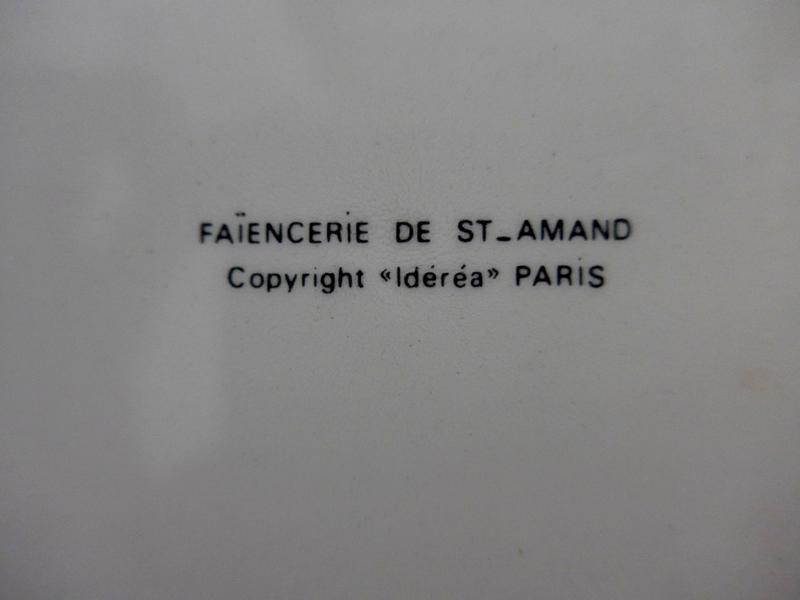 FAÏENCERIE DE ST_AMAND
Copyright «Idéréa» PARIS